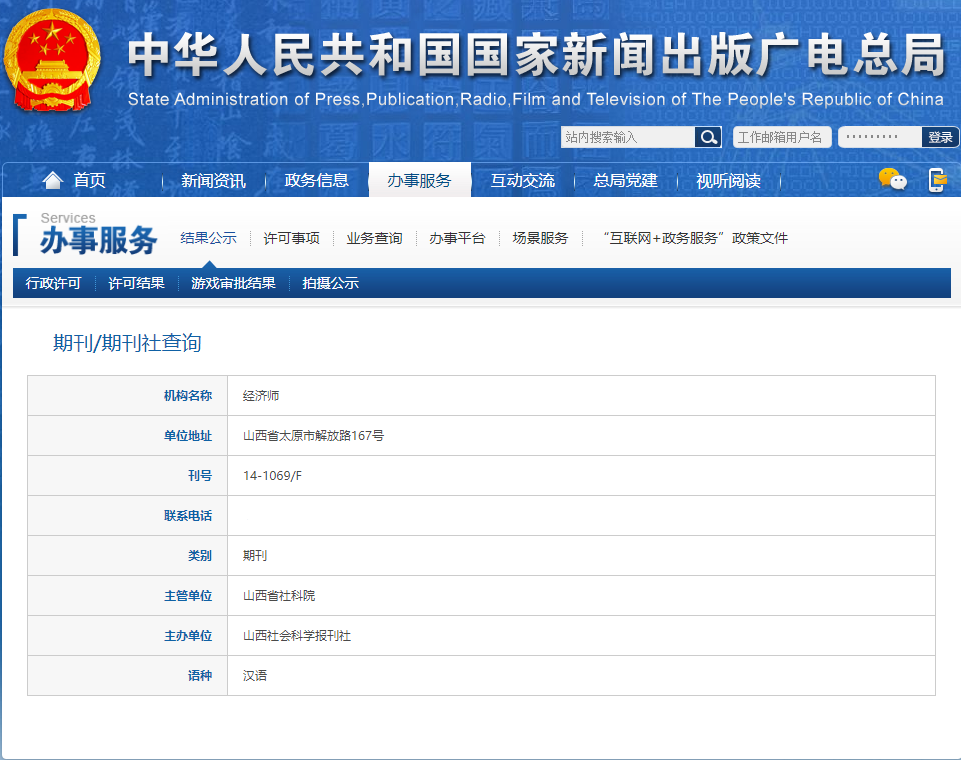 中华人民共和国国家新闻出版广电总局
State Administration of Press,Publication,Radio,Film and Television of The People's Republic of China
站内搜索输入 工作邮箱用户名 ········· 登录
首页 新闻资讯 政务信息 办事服务 互动交流 总局党建 视听阅读
Services
办事服务 结果公示 许可事项 业务查询 办事平台 场景服务 “互联网+政务服务”政策文件
行政许可 许可结果 游戏审批结果 拍摄公示
期刊/期刊社查询
机构名称 经济师
单位地址 山西省太原市解放路167号
刊号 14-1069/F
联系电话
类别 期刊
主管单位 山西省社科院
主办单位 山西社会科学报刊社
语种 汉语